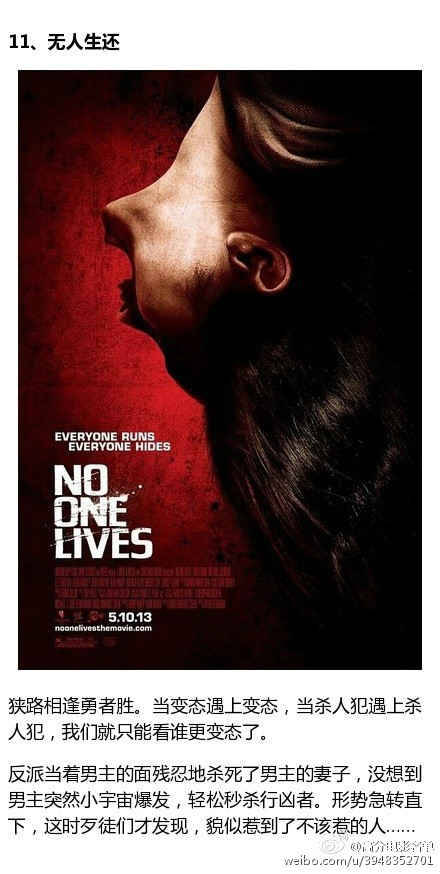 11、无人生还
EVERYONE RUNS
EVERYONE HIDES
NO
ONE
LIVES
5.10.13
noonelivesthemovie.com
狭路相逢勇者胜。当变态遇上变态，当杀人犯遇上杀
人犯，我们就只能看谁更变态了。
反派当着男主的面残忍地杀死了男主的妻子，没想到
男主突然小宇宙爆发，轻松秒杀行凶者。形势急转直
下，这时歹徒们才发现，貌似惹到了不该惹的人……
@高分电影名单
weibo.com/u/3948352701